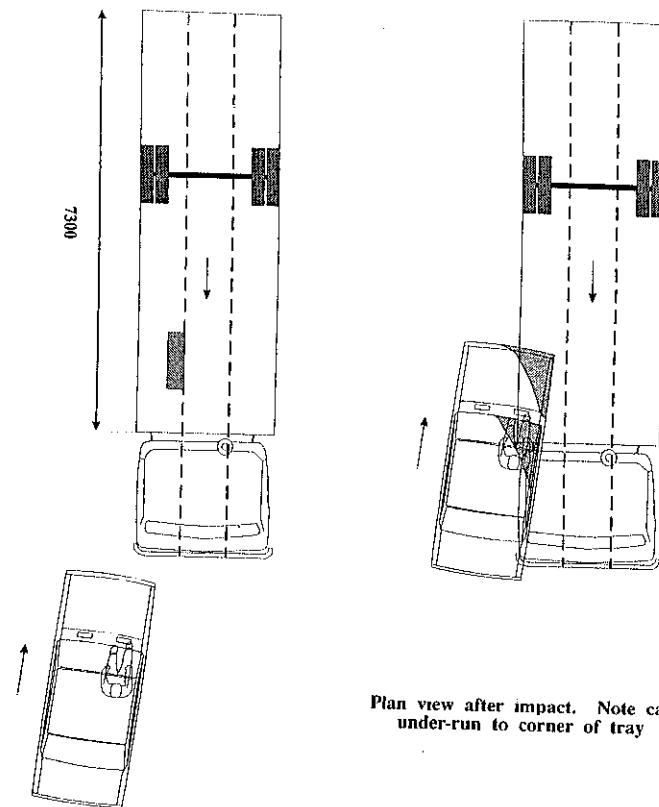 7300
Plan view after impact. Note ca
under-run to corner of tray